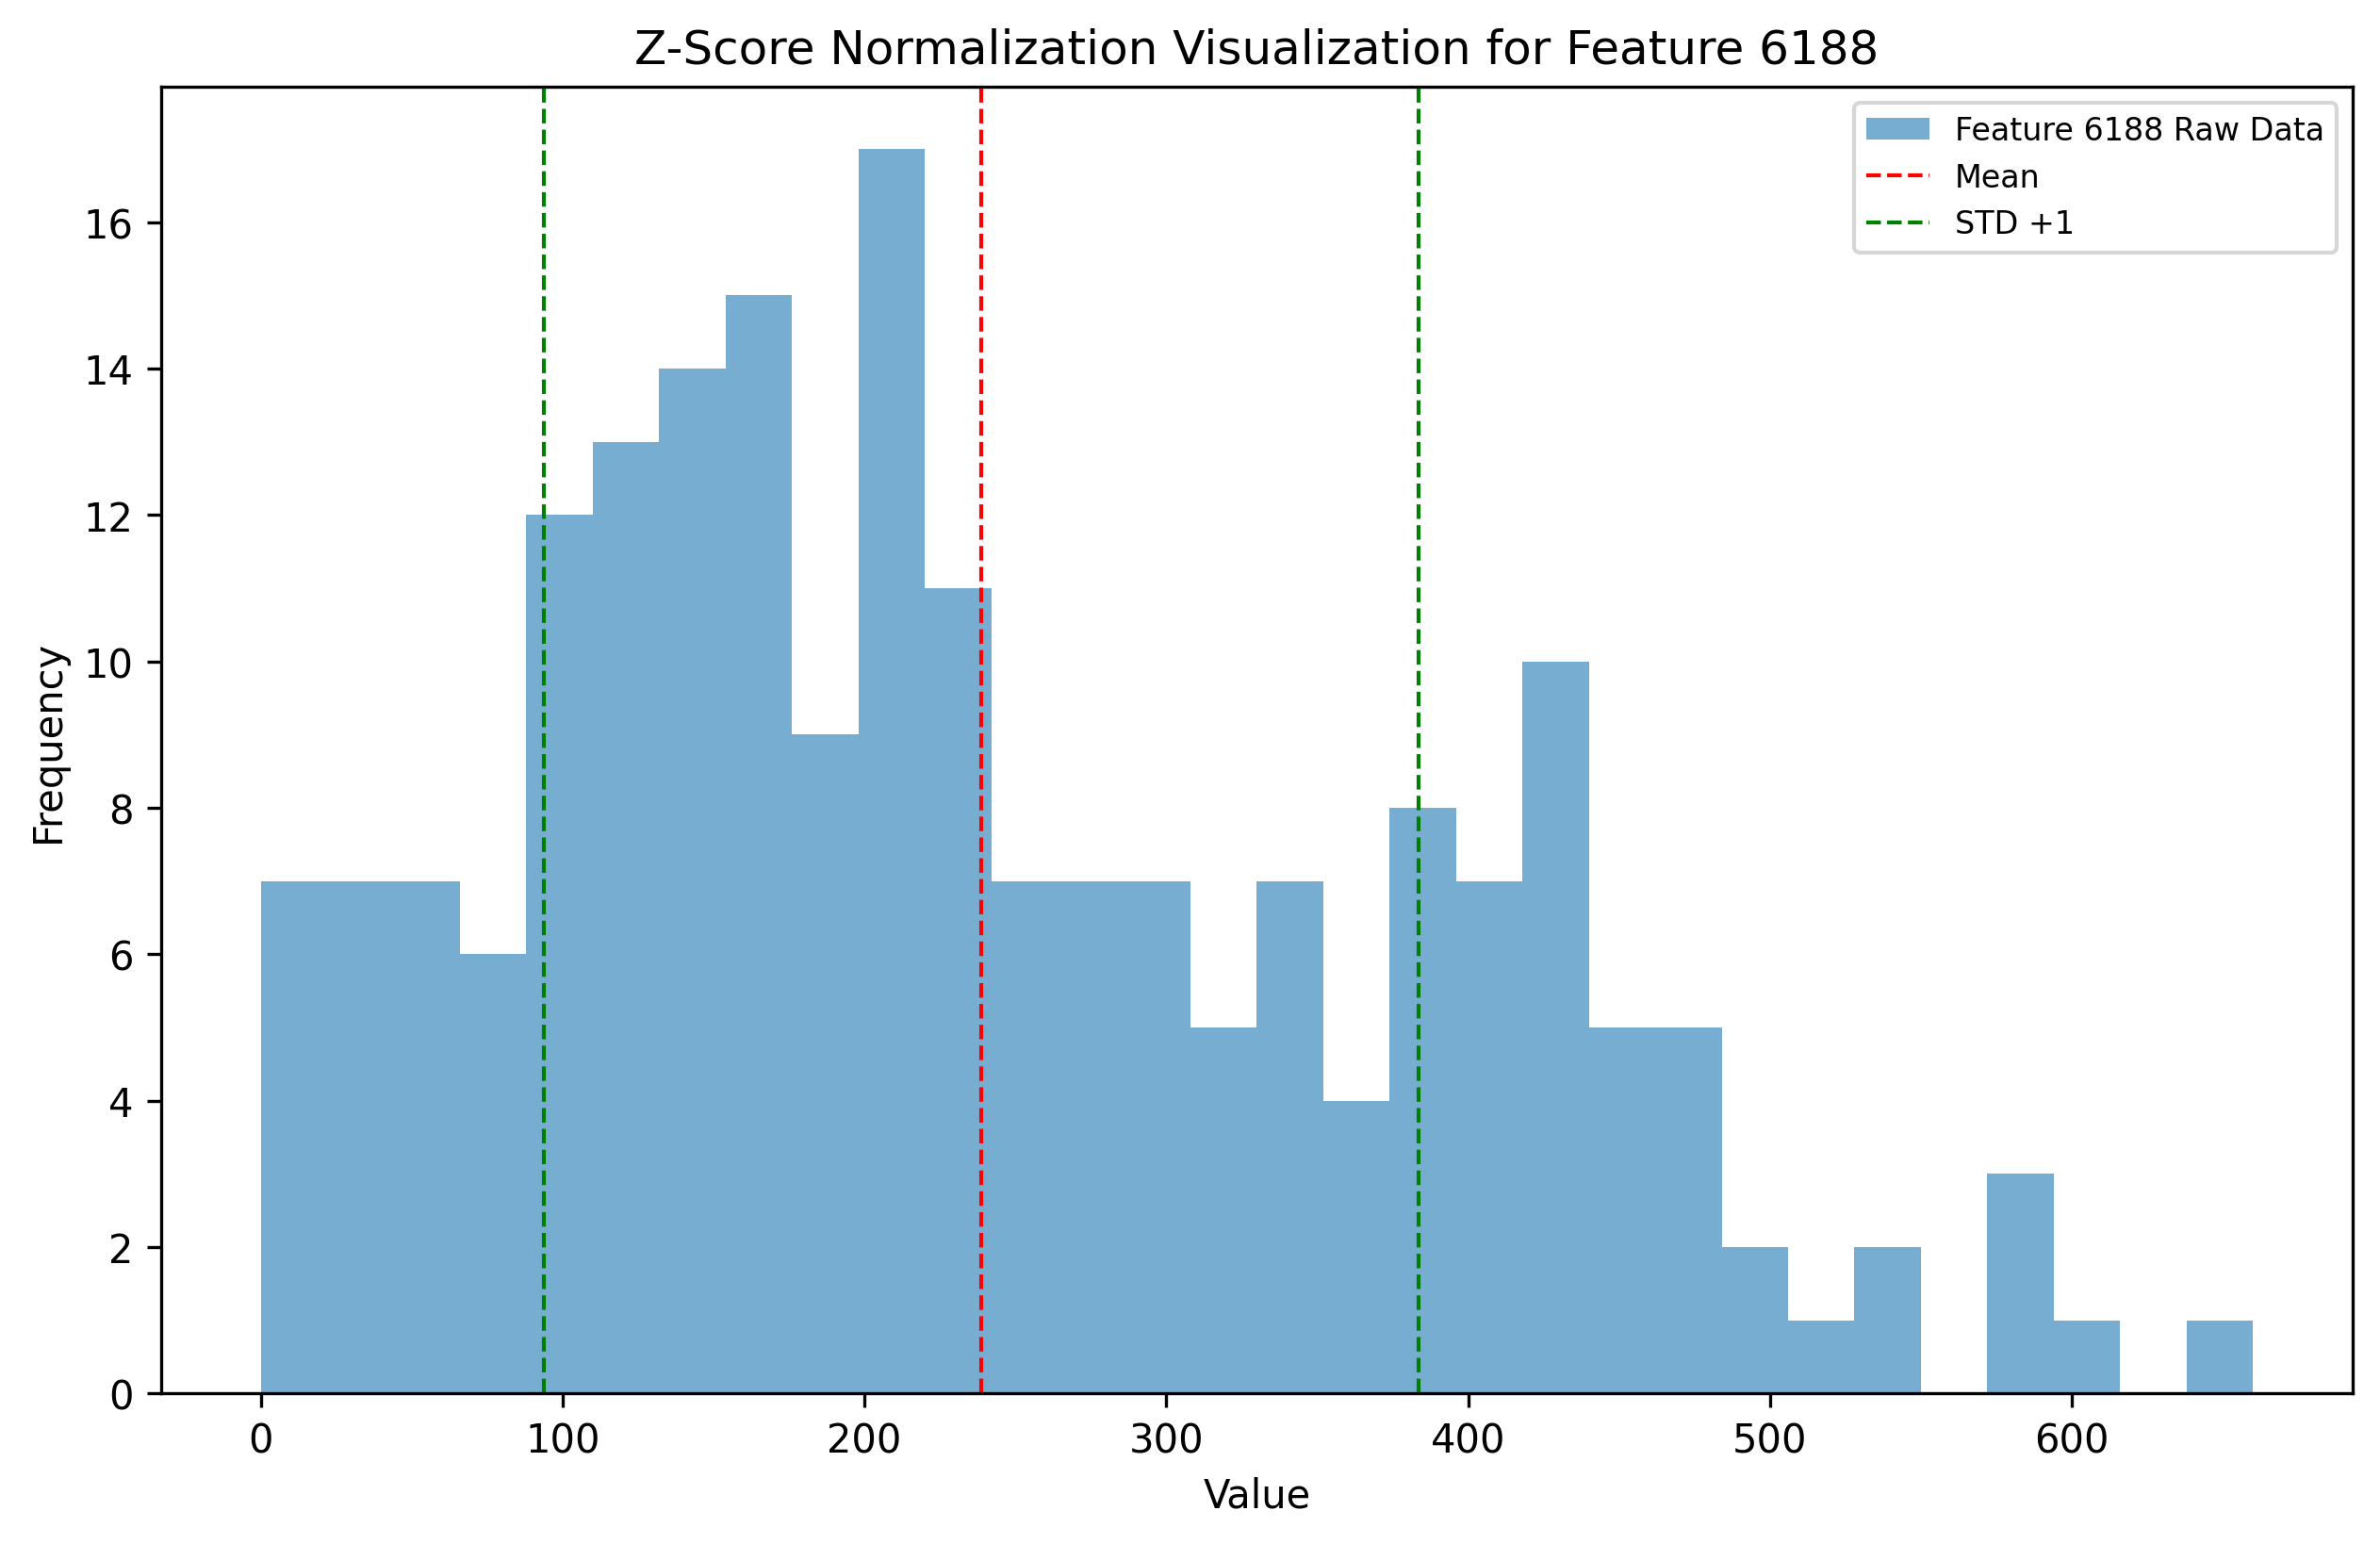 Z-Score Normalization Visualization for Feature 6188
Feature 6188 Raw Data
Mean
STD +1
16
14
12
10
8
6
4
2
0
Frequency
0 100 200 300 400 500 600
Value